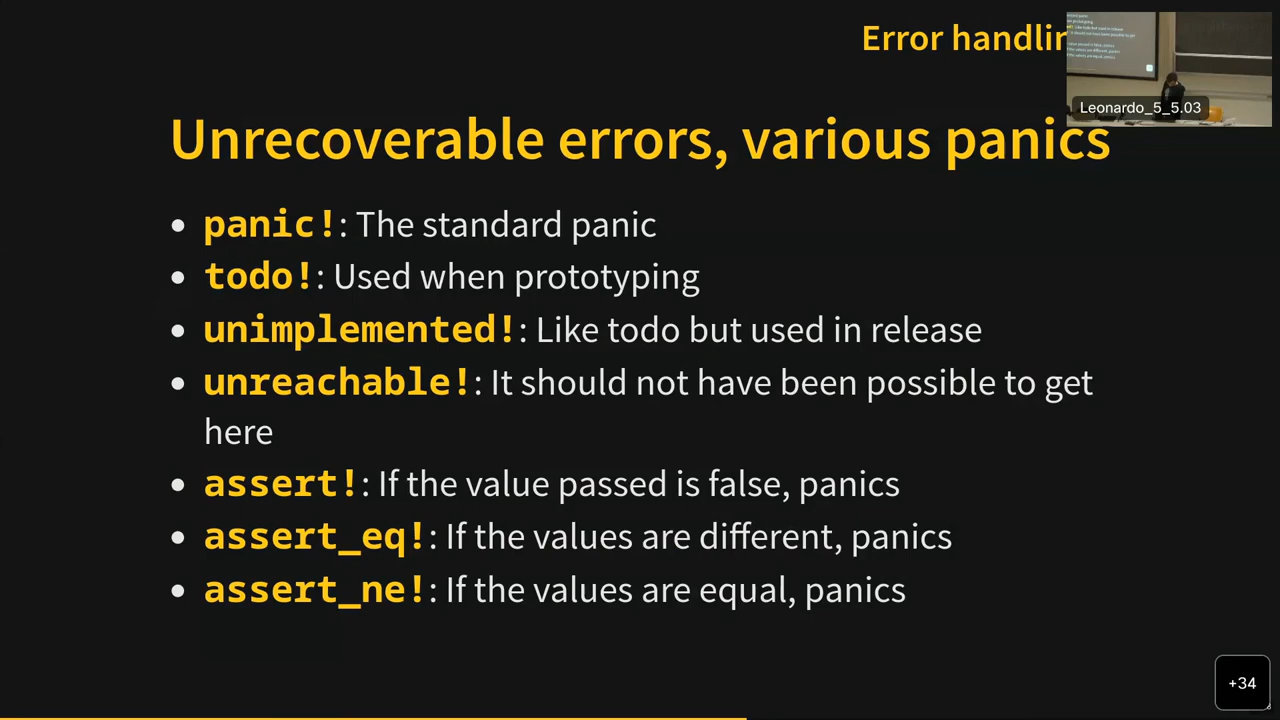 Error handlin
Leonardo_5_5.03
Unrecoverable errors, various panics
• panic!: The standard panic
• todo!: Used when prototyping
• unimplemented!: Like todo but used in release
• unreachable!: It should not have been possible to get
here
• assert!: If the value passed is false, panics
• assert_eq!: If the values are different, panics
• assert_ne!: If the values are equal, panics
+34